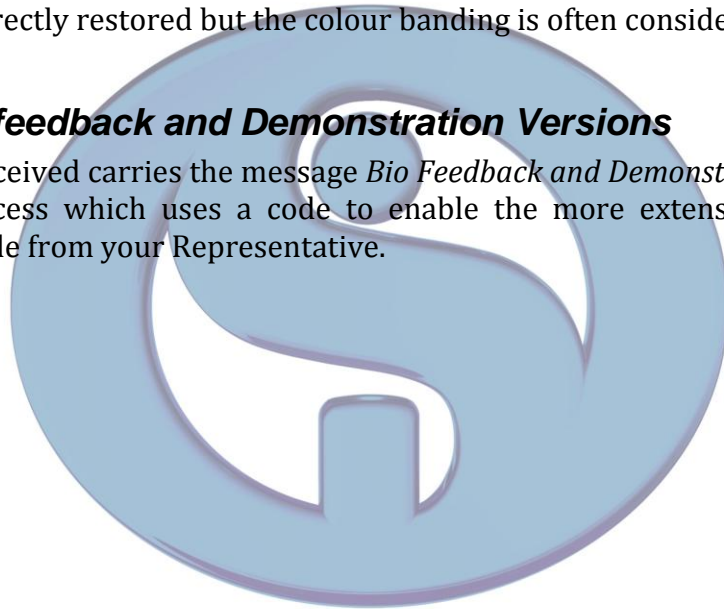 rectly restored but the colour banding is often conside
feedback and Demonstration Versions
ceived carries the message Bio Feedback and Demonst
cess which uses a code to enable the more extens
le from your Representative.